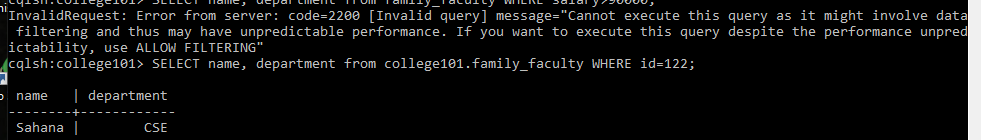 cqlsh:college101> SELECT name, department from family_faculty WHERE salary>90000;
InvalidRequest: Error from server: code=2200 [Invalid query] message="Cannot execute this query as it might involve data
 filtering and thus may have unpredictable performance. If you want to execute this query despite the performance unpred
ictability, use ALLOW FILTERING"
cqlsh:college101> SELECT name, department from college101.family_faculty WHERE id=122;
 name   | department
--------+------------
 Sahana |        CSE